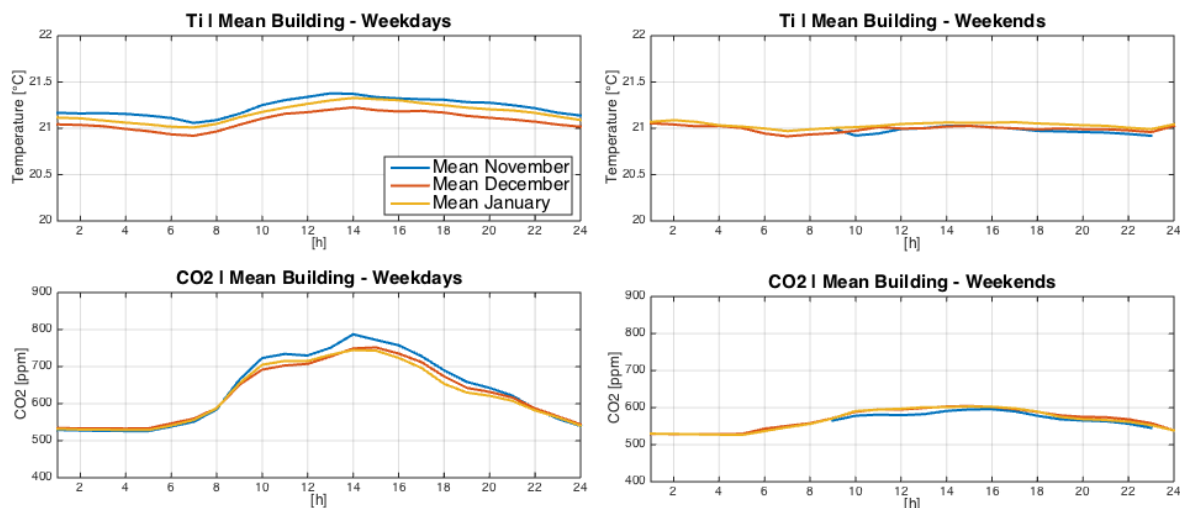 Ti | Mean Building - Weekdays
Temperature [°C]
22
21.5
21
20.5
20
2 4 6 8 10 12 14 16 18 20 22 24
[h]
Mean November
Mean December
Mean January
Ti | Mean Building - Weekends
Temperature [°C]
22
21.5
21
20.5
20
2 4 6 8 10 12 14 16 18 20 22 24
[h]
CO2 | Mean Building - Weekdays
CO2 [ppm]
900
800
700
600
500
400
2 4 6 8 10 12 14 16 18 20 22 24
[h]
CO2 | Mean Building - Weekends
CO2 [ppm]
900
800
700
600
500
400
2 4 6 8 10 12 14 16 18 20 22 24
[h]